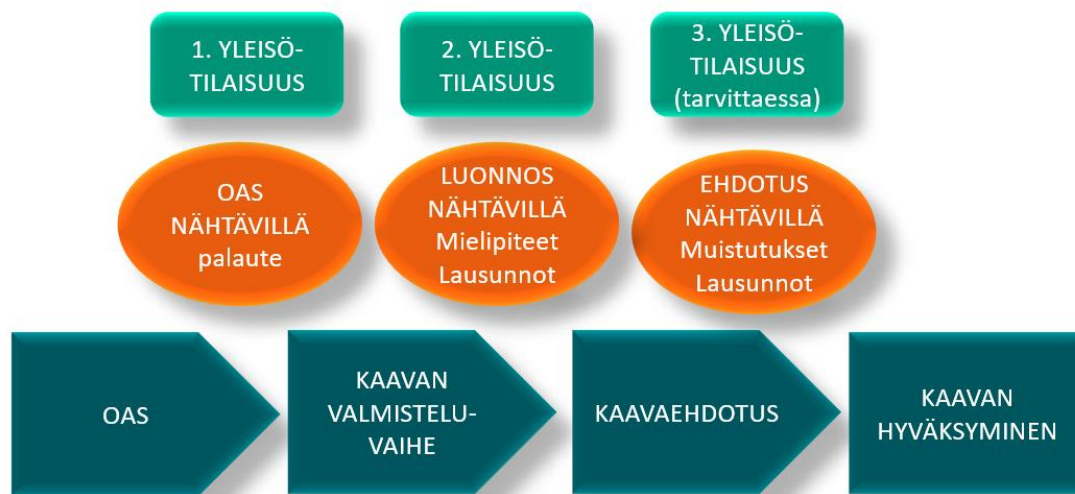 1. YLEISÖ-
TILAISUUS
2. YLEISÖ-
TILAISUUS
3. YLEISÖ-
TILAISUUS
(tarvittaessa)
OAS
NÄHTÄVILLÄ
palaute
LUONNOS
NÄHTÄVILLÄ
Mielipiteet
Lausunnot
EHDOTUS
NÄHTÄVILLÄ
Muistutukset
Lausunnot
OAS
KAAVAN
VALMISTELU-
VAIHE
KAAVAEHDOTUS
KAAVAN
HYVÄKSYMINEN